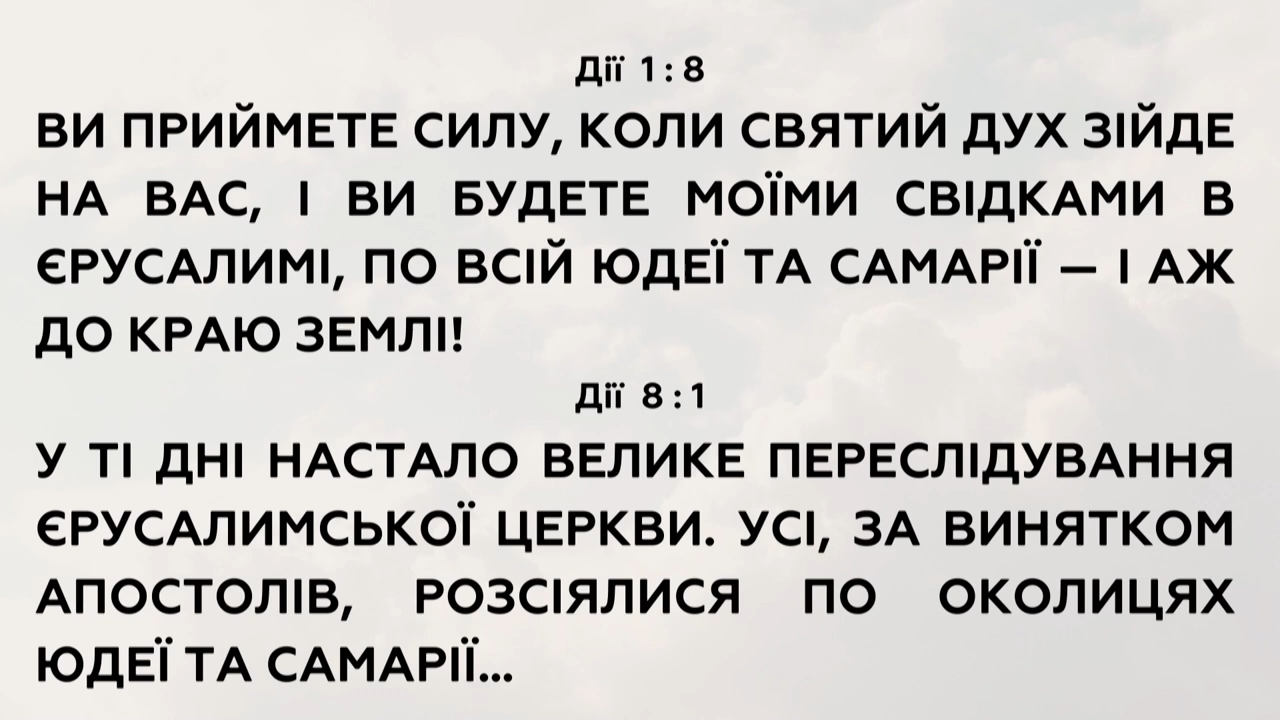 Дії 1:8
ВИ ПРИЙМЕТЕ СИЛУ, КОЛИ СВЯТИЙ ДУХ ЗІЙДЕ
НА ВАС, І ВИ БУДЕТЕ МОЇМИ СВІДКАМИ В
ЄРУСАЛИМІ, ПО ВСІЙ ЮДЕЇ ТА САМАРІЇ — І АЖ
ДО КРАЮ ЗЕМЛІ!
Дії 8:1
У ТІ ДНІ НАСТАЛО ВЕЛИКЕ ПЕРЕСЛІДУВАННЯ
ЄРУСАЛИМСЬКОЇ ЦЕРКВИ. УСІ, ЗА ВИНЯТКОМ
АПОСТОЛІВ, РОЗСІЯЛИСЯ ПО ОКОЛИЦЯХ
ЮДЕЇ ТА САМАРІЇ...